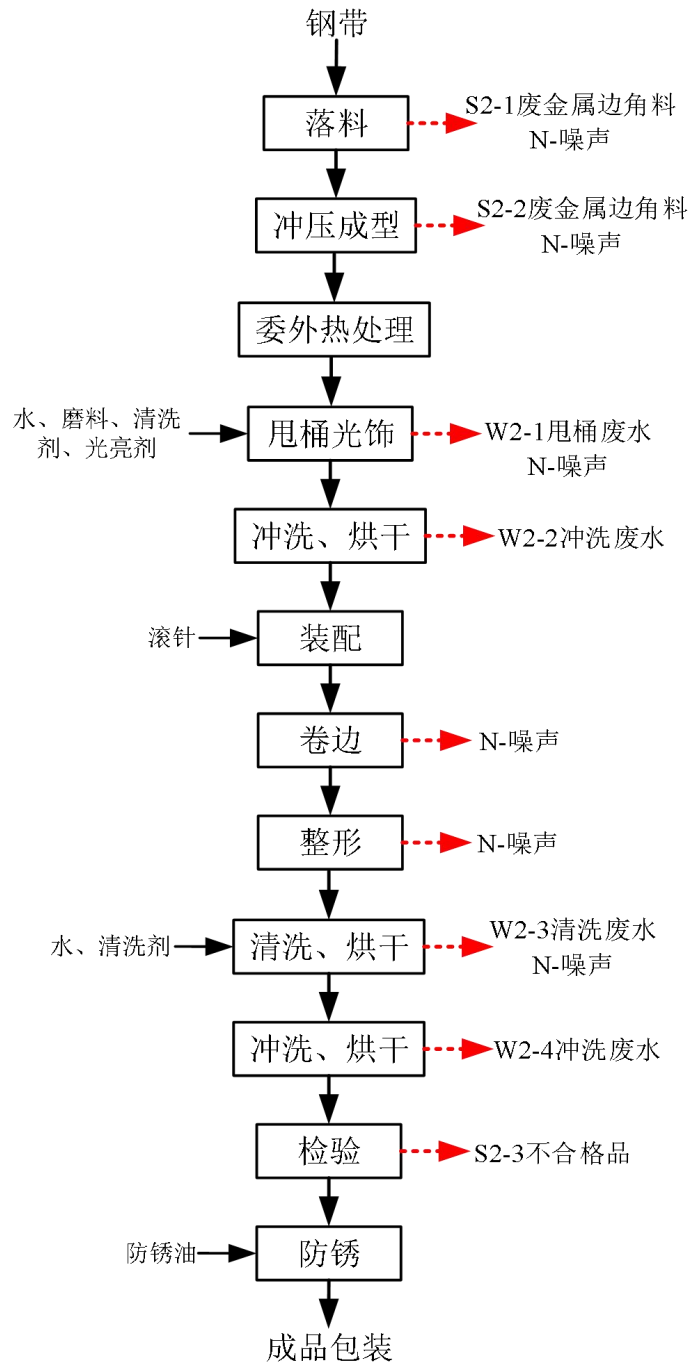 钢带
落料
S2-1废金属边角料
N-噪声
冲压成型
S2-2废金属边角料
N-噪声
委外热处理
水、磨料、清洗
剂、光亮剂
甩桶光饰
W2-1甩桶废水
N-噪声
冲洗、烘干
W2-2冲洗废水
滚针
装配
卷边
N-噪声
整形
N-噪声
水、清洗剂
清洗、烘干
W2-3清洗废水
N-噪声
冲洗、烘干
W2-4冲洗废水
检验
S2-3不合格品
防锈油
防锈
成品包装